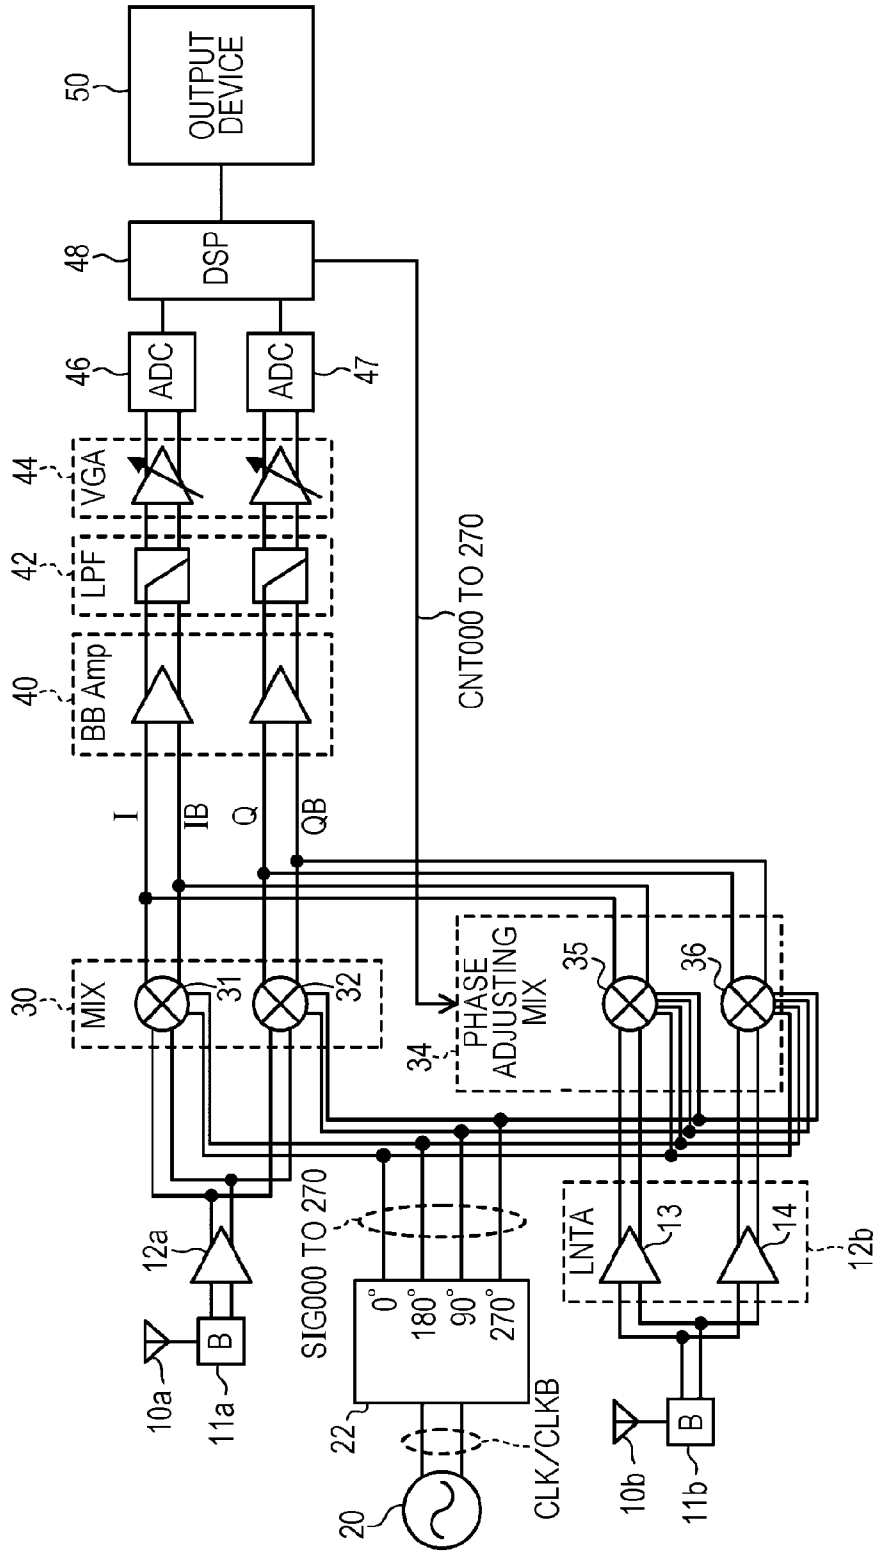 10a
11a
B
12a
30
MIX
31
32
I
IB
Q
QB
40
BB Amp
42
LPF
44
VGA
46
ADC
ADC
47
48
DSP
50
OUTPUT
DEVICE
20
CLK/CLKB
22
0°
180°
90°
270°
SIG000 TO 270
34
PHASE
ADJUSTING
MIX
35
36
CNT000 TO 270
10b
11b
B
LNTA
13
14
12b